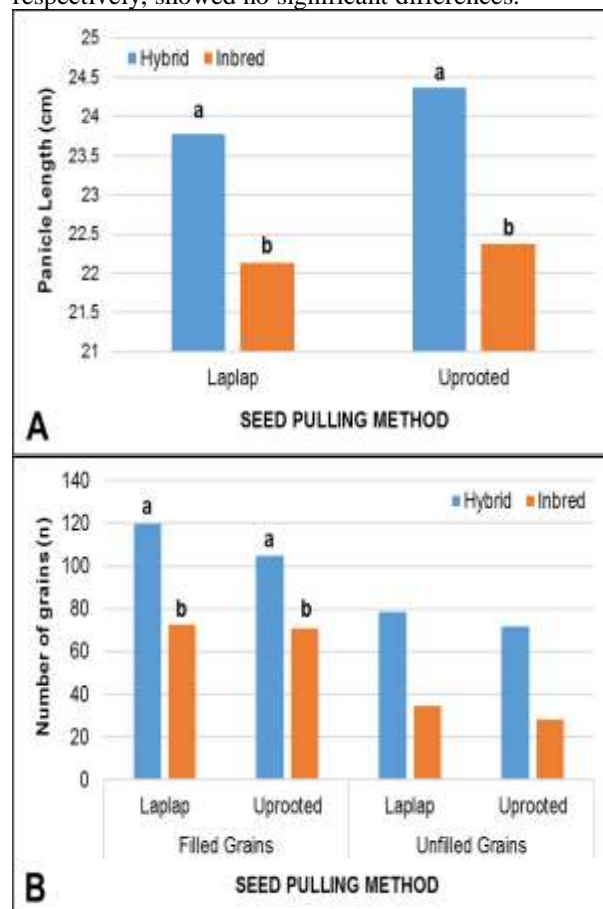 respectively, showed no significant differences.
25
24.5
24
23.5
23
22.5
22
21.5
21
Panicle Length (cm)
Hybrid Inbred
a
b
a
b
Laplap Uprooted
A
SEED PULLING METHOD
140
120
100
80
60
40
20
0
Number of grains (n)
Hybrid Inbred
a
b
a
b
Laplap Uprooted Laplap Uprooted
Filled Grains Unfilled Grains
B
SEED PULLING METHOD